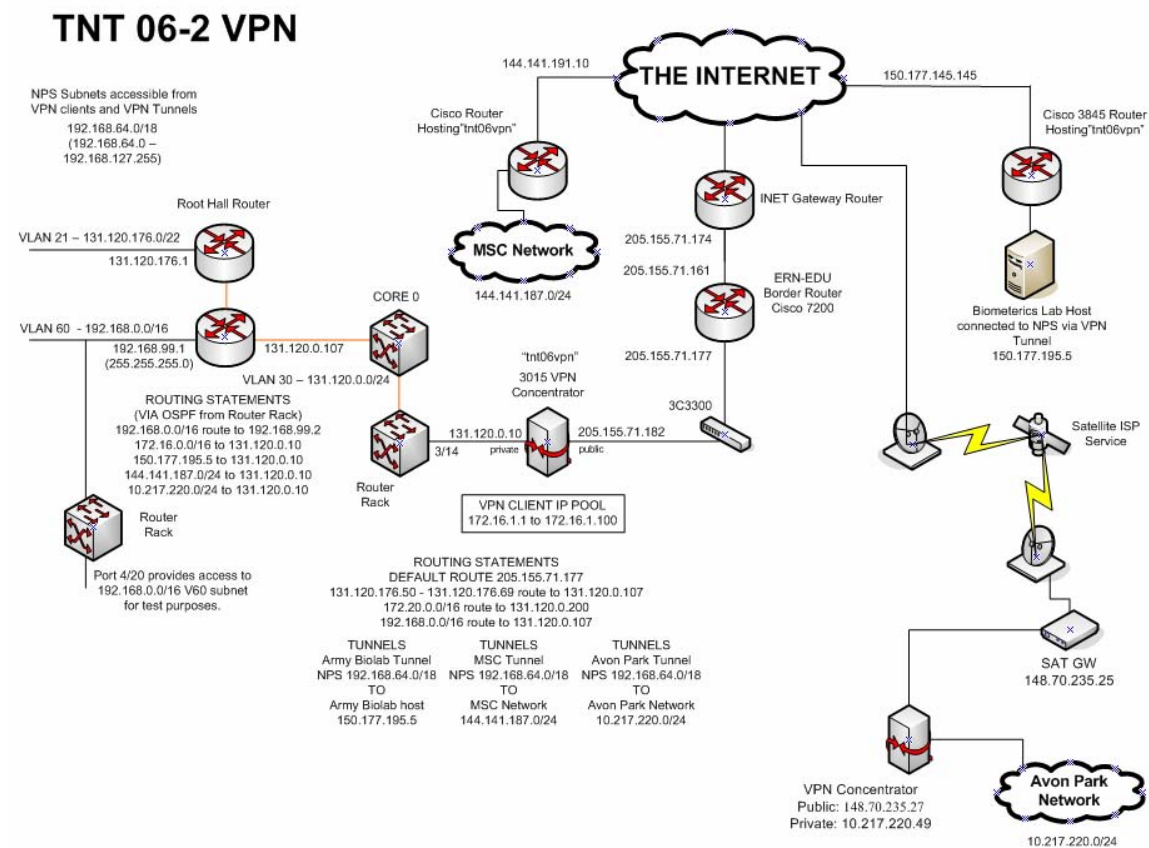 TNT 06-2 VPN
NPS Subnets accessible from
VPN clients and VPN Tunnels
192.168.64.0/18
(192.168.64.0 –
192.168.127.255)
Root Hall Router
VLAN 21 – 131.120.176.0/22
131.120.176.1
VLAN 60 - 192.168.0.0/16
192.168.99.1
(255.255.255.0)
131.120.0.107
CORE 0
VLAN 30 – 131.120.0.0/24
ROUTING STATEMENTS
(VIA OSPF from Router Rack)
192.168.0.0/16 route to 192.168.99.2
172.16.0.0/16 to 131.120.0.10
150.177.195.5 to 131.120.0.10
144.141.187.0/24 to 131.120.0.10
10.217.220.0/24 to 131.120.0.10
Router
Rack
Port 4/20 provides access to
192.168.0.0/16 V60 subnet
for test purposes.
Router
Rack
3/14
131.120.0.10
private
"tnt06vpn"
3015 VPN
Concentrator
205.155.71.182
public
3C3300
VPN CLIENT IP POOL
172.16.1.1 to 172.16.1.100
ROUTING STATEMENTS
DEFAULT ROUTE 205.155.71.177
131.120.176.50 - 131.120.176.69 route to 131.120.0.107
172.20.0.0/16 route to 131.120.0.200
192.168.0.0/16 route to 131.120.0.107
TUNNELS
Army Biolab Tunnel
NPS 192.168.64.0/18
TO
Army Biolab host
150.177.195.5
TUNNELS
MSC Tunnel
NPS 192.168.64.0/18
TO
MSC Network
144.141.187.0/24
TUNNELS
Avon Park Tunnel
NPS 192.168.64.0/18
TO
Avon Park Network
10.217.220.0/24
THE INTERNET
144.141.191.10
Cisco Router
Hosting"tnt06vpn"
MSC Network
144.141.187.0/24
INET Gateway Router
205.155.71.174
205.155.71.161
ERN-EDU
Border Router
Cisco 7200
205.155.71.177
150.177.145.145
Cisco 3845 Router
Hosting"tnt06vpn"
Biometerics Lab Host
connected to NPS via VPN
Tunnel
150.177.195.5
Satellite ISP
Service
SAT GW
148.70.235.25
VPN Concentrator
Public: 148.70.235.27
Private: 10.217.220.49
Avon Park
Network
10.217.220.0/24